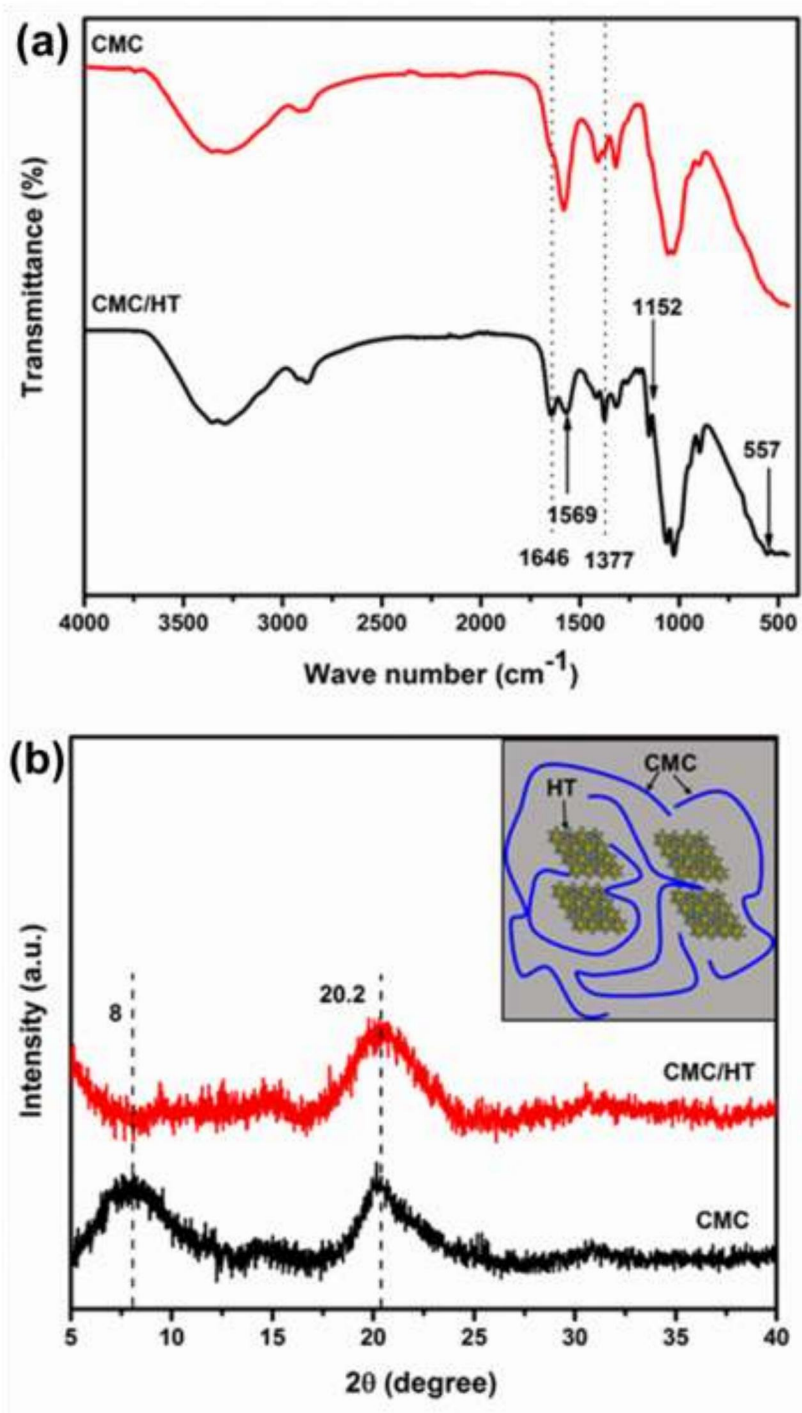 (a)
CMC
CMC/HT
1152
557
1569
1646
1377
Transmittance (%)
4000 3500 3000 2500 2000 1500 1000 500
Wave number (cm⁻¹)
(b)
CMC
HT
8
20.2
CMC/HT
CMC
Intensity (a.u.)
5 10 15 20 25 30 35 40
2θ (degree)